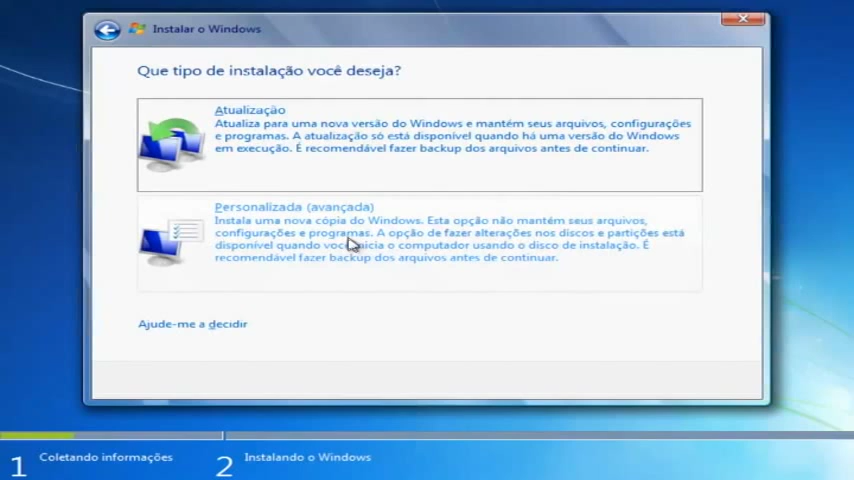 Instalar o Windows
Que tipo de instalação você deseja?
Atualização
Atualiza para uma nova versão do Windows e mantém seus arquivos, configurações
e programas. A atualização só está disponível quando há uma versão do Windows
em execução. É recomendável fazer backup dos arquivos antes de continuar.
Personalizada (avançada)
Instala uma nova cópia do Windows. Esta opção não mantém seus arquivos,
configurações e programas. A opção de fazer alterações nos discos e partições está
disponível quando você inicia o computador usando o disco de instalação. É
recomendável fazer backup dos arquivos antes de continuar.
Ajude-me a decidir
1 Coletando informações
2 Instalando o Windows